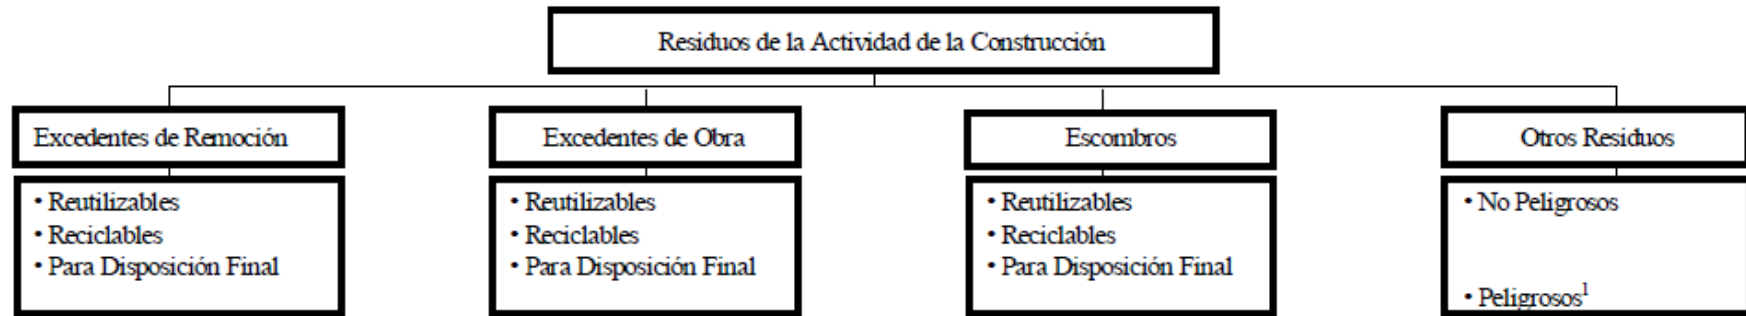 Residuos de la Actividad de la Construcción
Excedentes de Remoción
• Reutilizables
• Reciclables
• Para Disposición Final
Excedentes de Obra
• Reutilizables
• Reciclables
• Para Disposición Final
Escombros
• Reutilizables
• Reciclables
• Para Disposición Final
Otros Residuos
• No Peligrosos
• Peligrosos¹